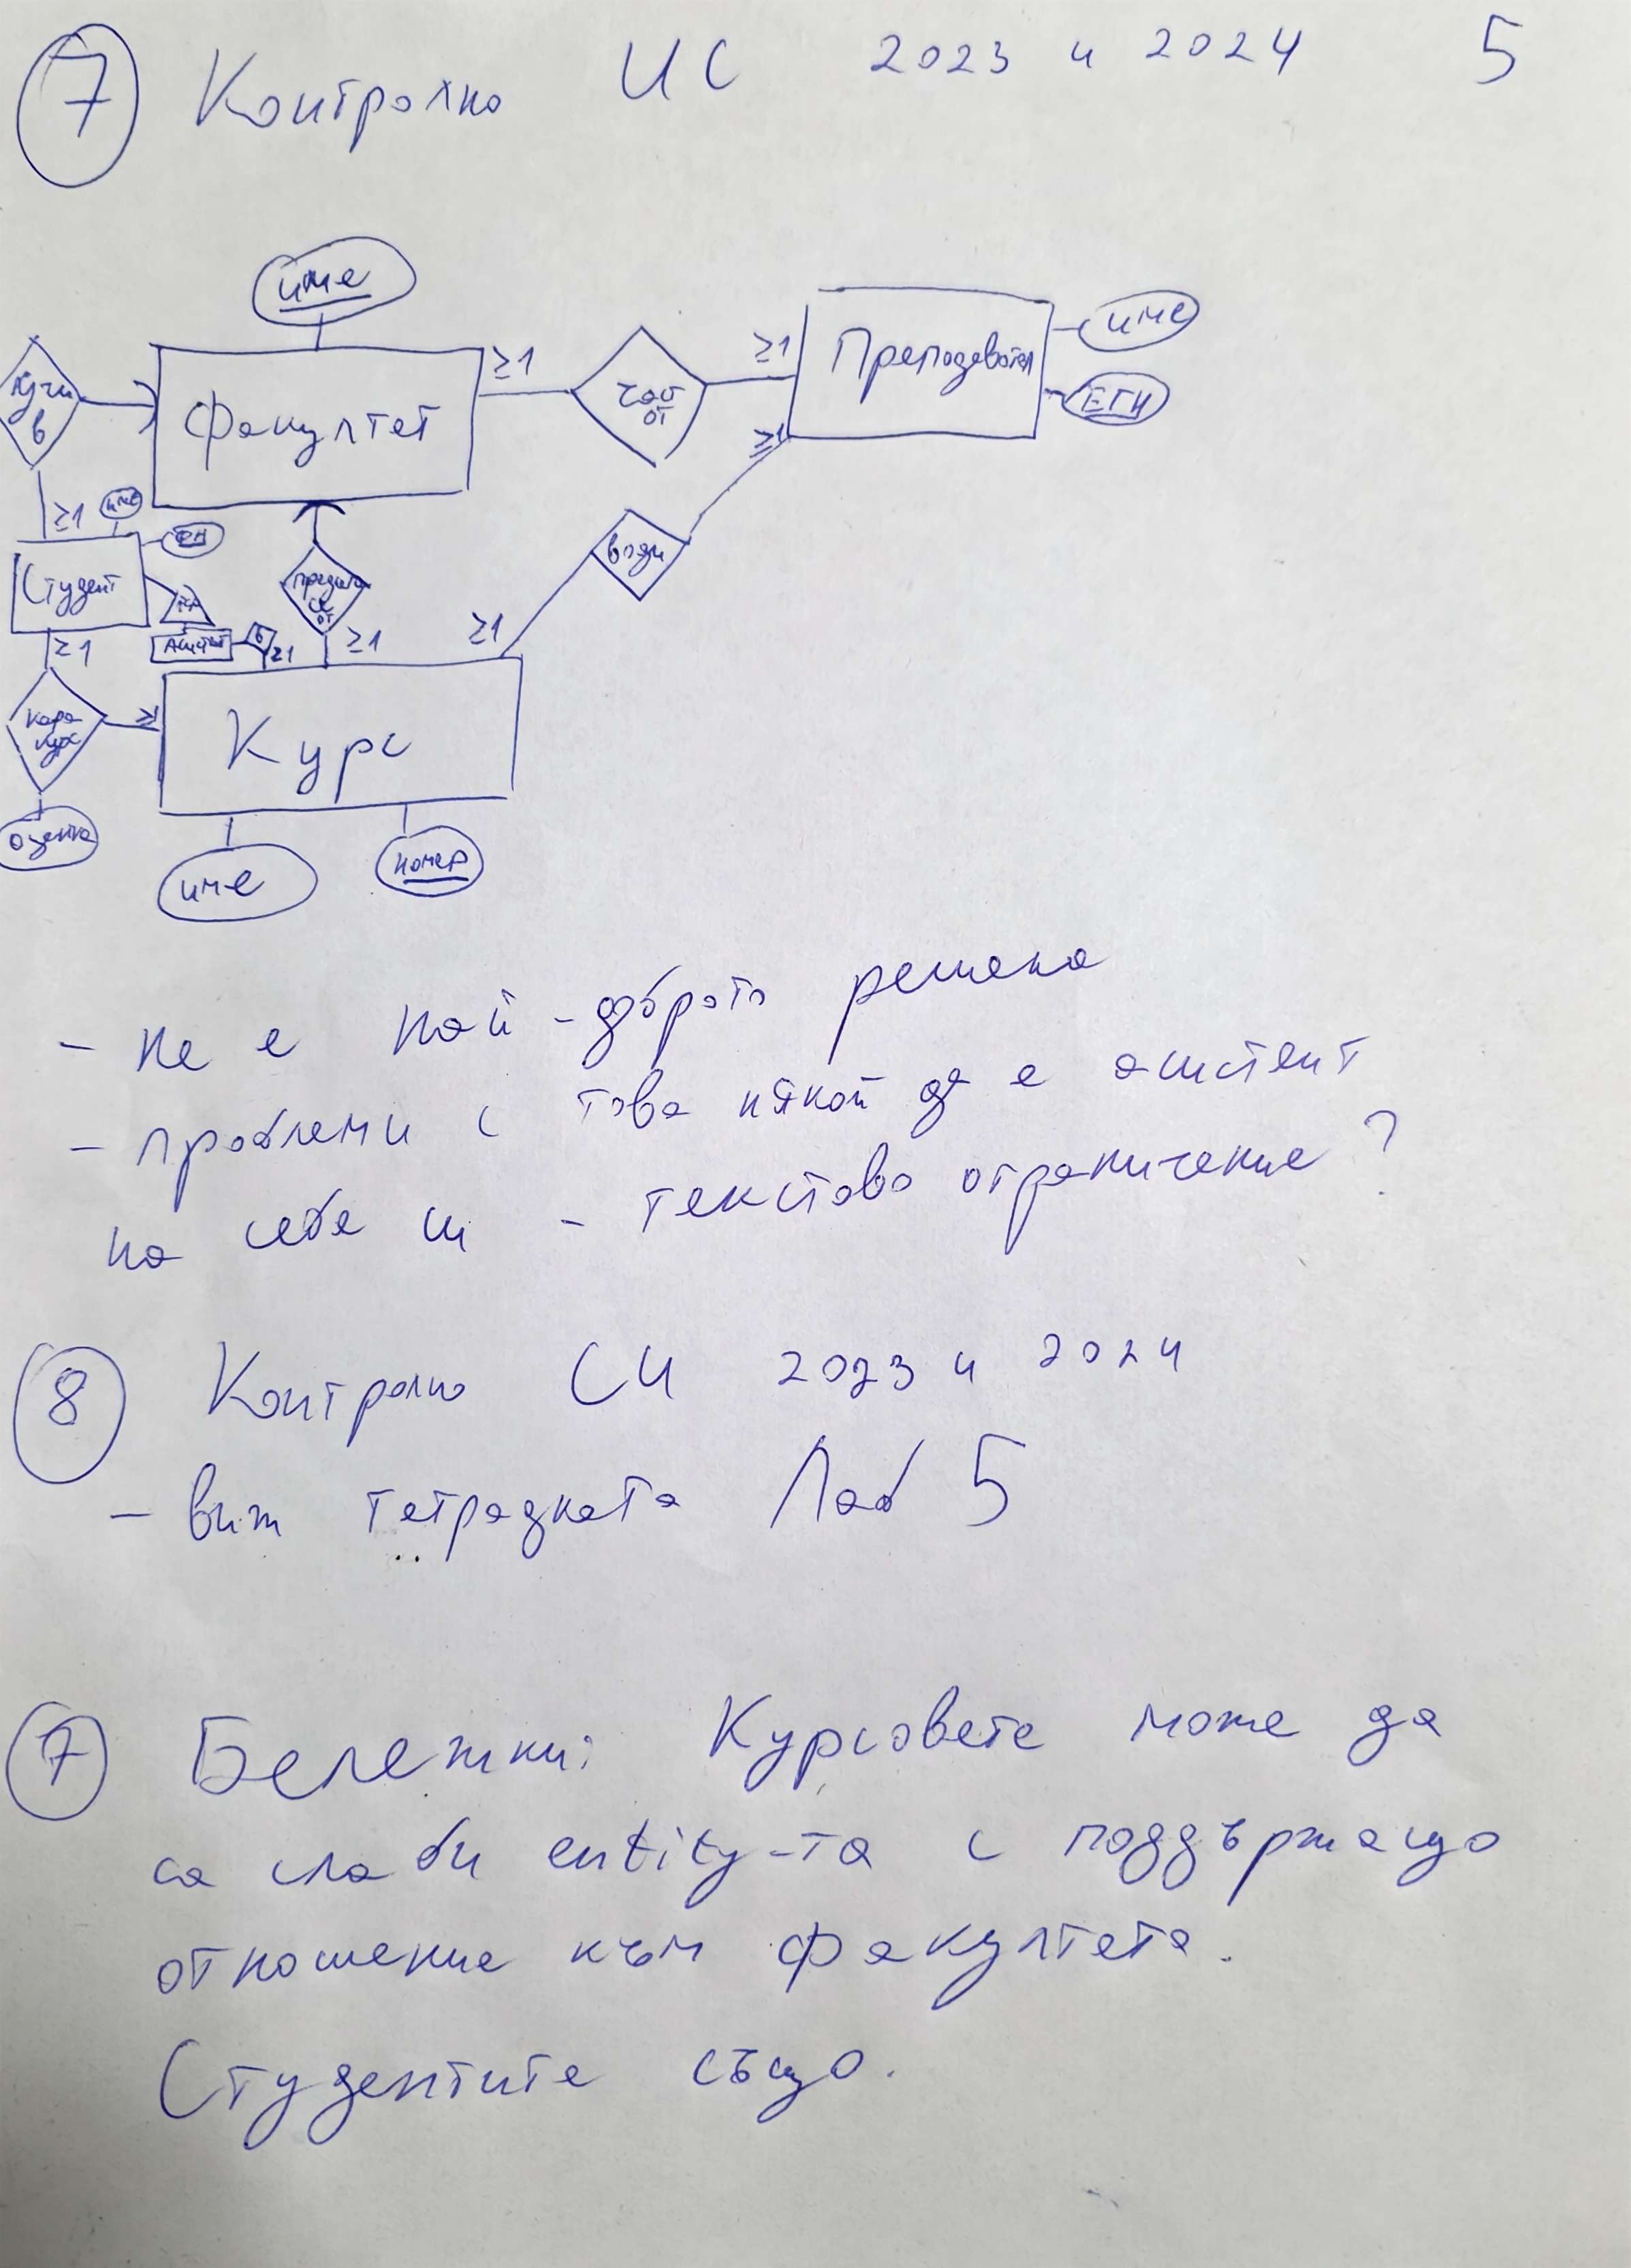 7 Контролно ИС 2023 и 2024 5
име
учи в
Факултет
≥1
част от
≥1
Преподавател
име
ЕГН
≥1
≥1
име
ФН
Студент
предлага се от
води
≥1
Асистент
в
≥1
≥1
≥1
кара курс
≥1
Курс
оценка
име
номер
- не е най-доброто решение
- проблеми с това някой да е асистент
на себе си - текстово ограничение?
8 Контролно СИ 2023 и 2024
- виж тетрадката Лаб 5
7 Бележки: Курсовете може да
са слаби entity-та с поддържащо
отношение към факултета.
Студентите също.